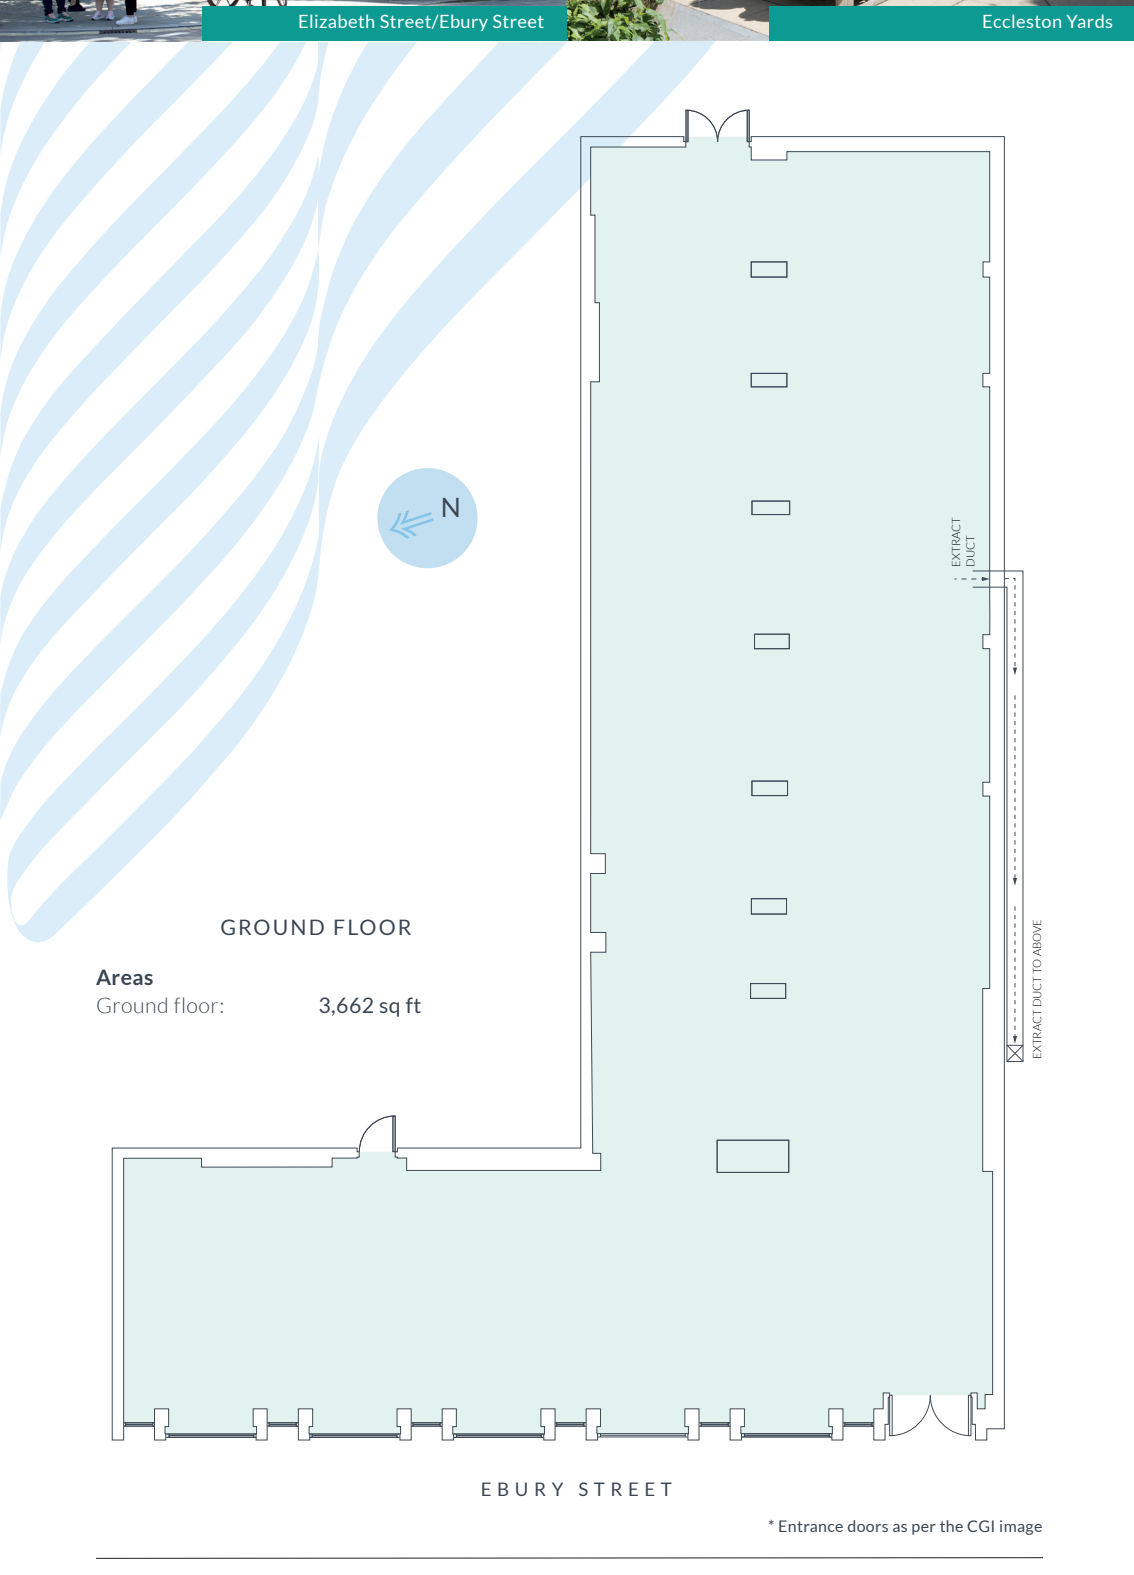 Elizabeth Street/Ebury Street
Eccleston Yards
N
EXTRACT
DUCT
GROUND FLOOR
Areas
Ground floor: 3,662 sq ft
EXTRACT DUCT TO ABOVE
EBURY STREET
* Entrance doors as per the CGI image